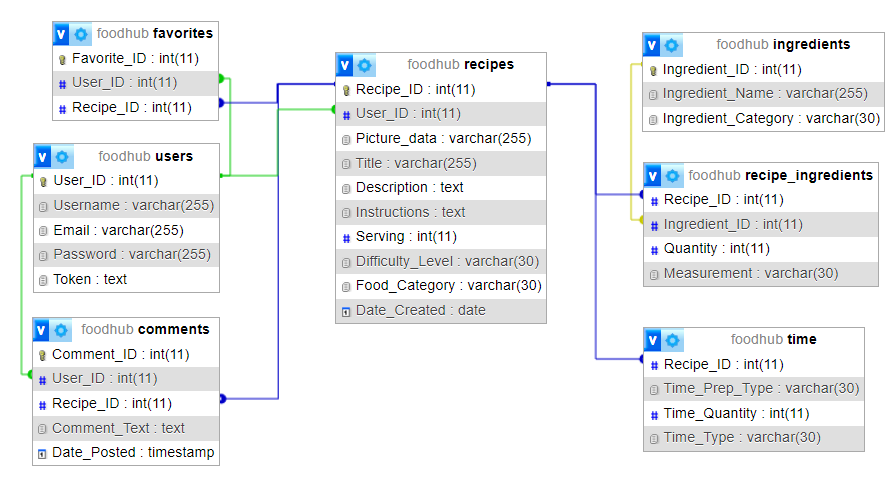 v foodhub favorites
Favorite_ID : int(11)
# User_ID : int(11)
# Recipe_ID : int(11)
v foodhub users
User_ID : int(11)
Username : varchar(255)
Email : varchar(255)
Password : varchar(255)
Token : text
v foodhub comments
Comment_ID : int(11)
# User_ID : int(11)
# Recipe_ID : int(11)
Comment_Text : text
Date_Posted : timestamp
v foodhub recipes
Recipe_ID : int(11)
# User_ID : int(11)
Picture_data : varchar(255)
Title : varchar(255)
Description : text
Instructions : text
# Serving : int(11)
Difficulty_Level : varchar(30)
Food_Category : varchar(30)
Date_Created : date
v foodhub ingredients
Ingredient_ID : int(11)
Ingredient_Name : varchar(255)
Ingredient_Category : varchar(30)
v foodhub recipe_ingredients
# Recipe_ID : int(11)
# Ingredient_ID : int(11)
# Quantity : int(11)
Measurement : varchar(30)
v foodhub time
# Recipe_ID : int(11)
Time_Prep_Type : varchar(30)
# Time_Quantity : int(11)
Time_Type : varchar(30)